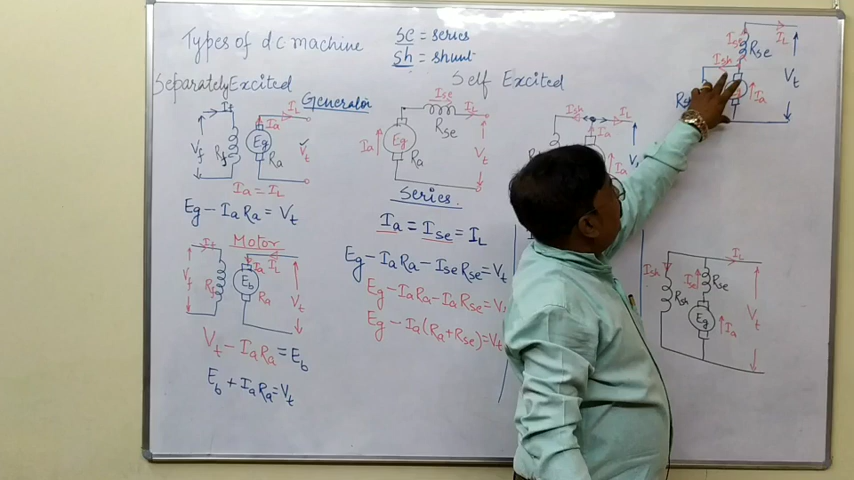 Types of dc machine
Se = series
Sh = shunt
Separately Excited
Self Excited
Generator
If
Vf
Rf
Eg
Ia
IL
Ra
Vt
Ia = IL
Eg - IaRa = Vt
Motor
If
Vf
Rf
Ia
IL
Eb
Ra
Vt
Vt - IaRa = Eb
Eb + IaRa = Vt
Ise
IL
Rse
Ia
Eg
Ra
Vt
Series.
Ia = Ise = IL
Eg - IaRa - IseRse = Vt
Eg - IaRa - IaRse = V
Eg - Ia(Ra + Rse) = Vt
Ish
IL
Ia
Ia
Ise
IL
Rse
Ish
Vt
Ia
IL
Ish
Ise
Rse
Rsh
Eg
Ia
Vt